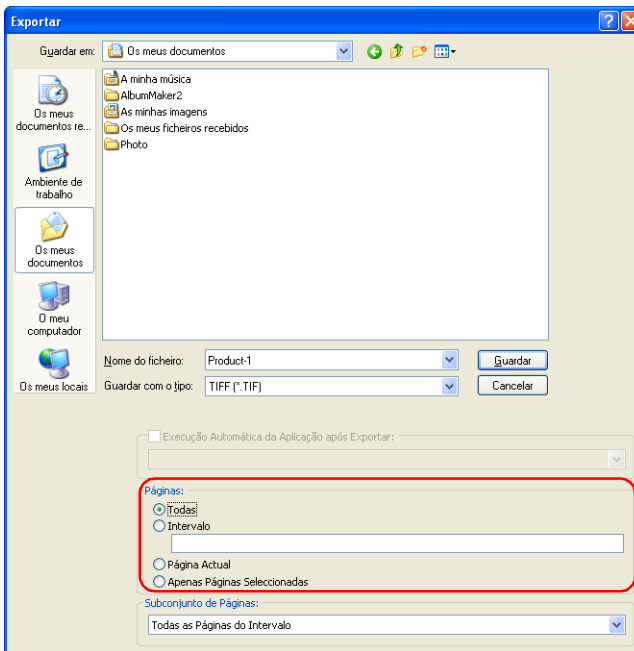 Exportar
Guardar em:
Os meus documentos
Os meus
documentos re...
Ambiente de
trabalho
Os meus
documentos
O meu
computador
Os meus locais
A minha música
AlbumMaker2
As minhas imagens
Os meus ficheiros recebidos
Photo
Nome do ficheiro:
Product-1
Guardar
Guardar com o tipo:
TIFF (*.TIF)
Cancelar
Execução Automática da Aplicação após Exportar:
Páginas:
Todas
Intervalo
Página Actual
Apenas Páginas Seleccionadas
Subconjunto de Páginas:
Todas as Páginas do Intervalo